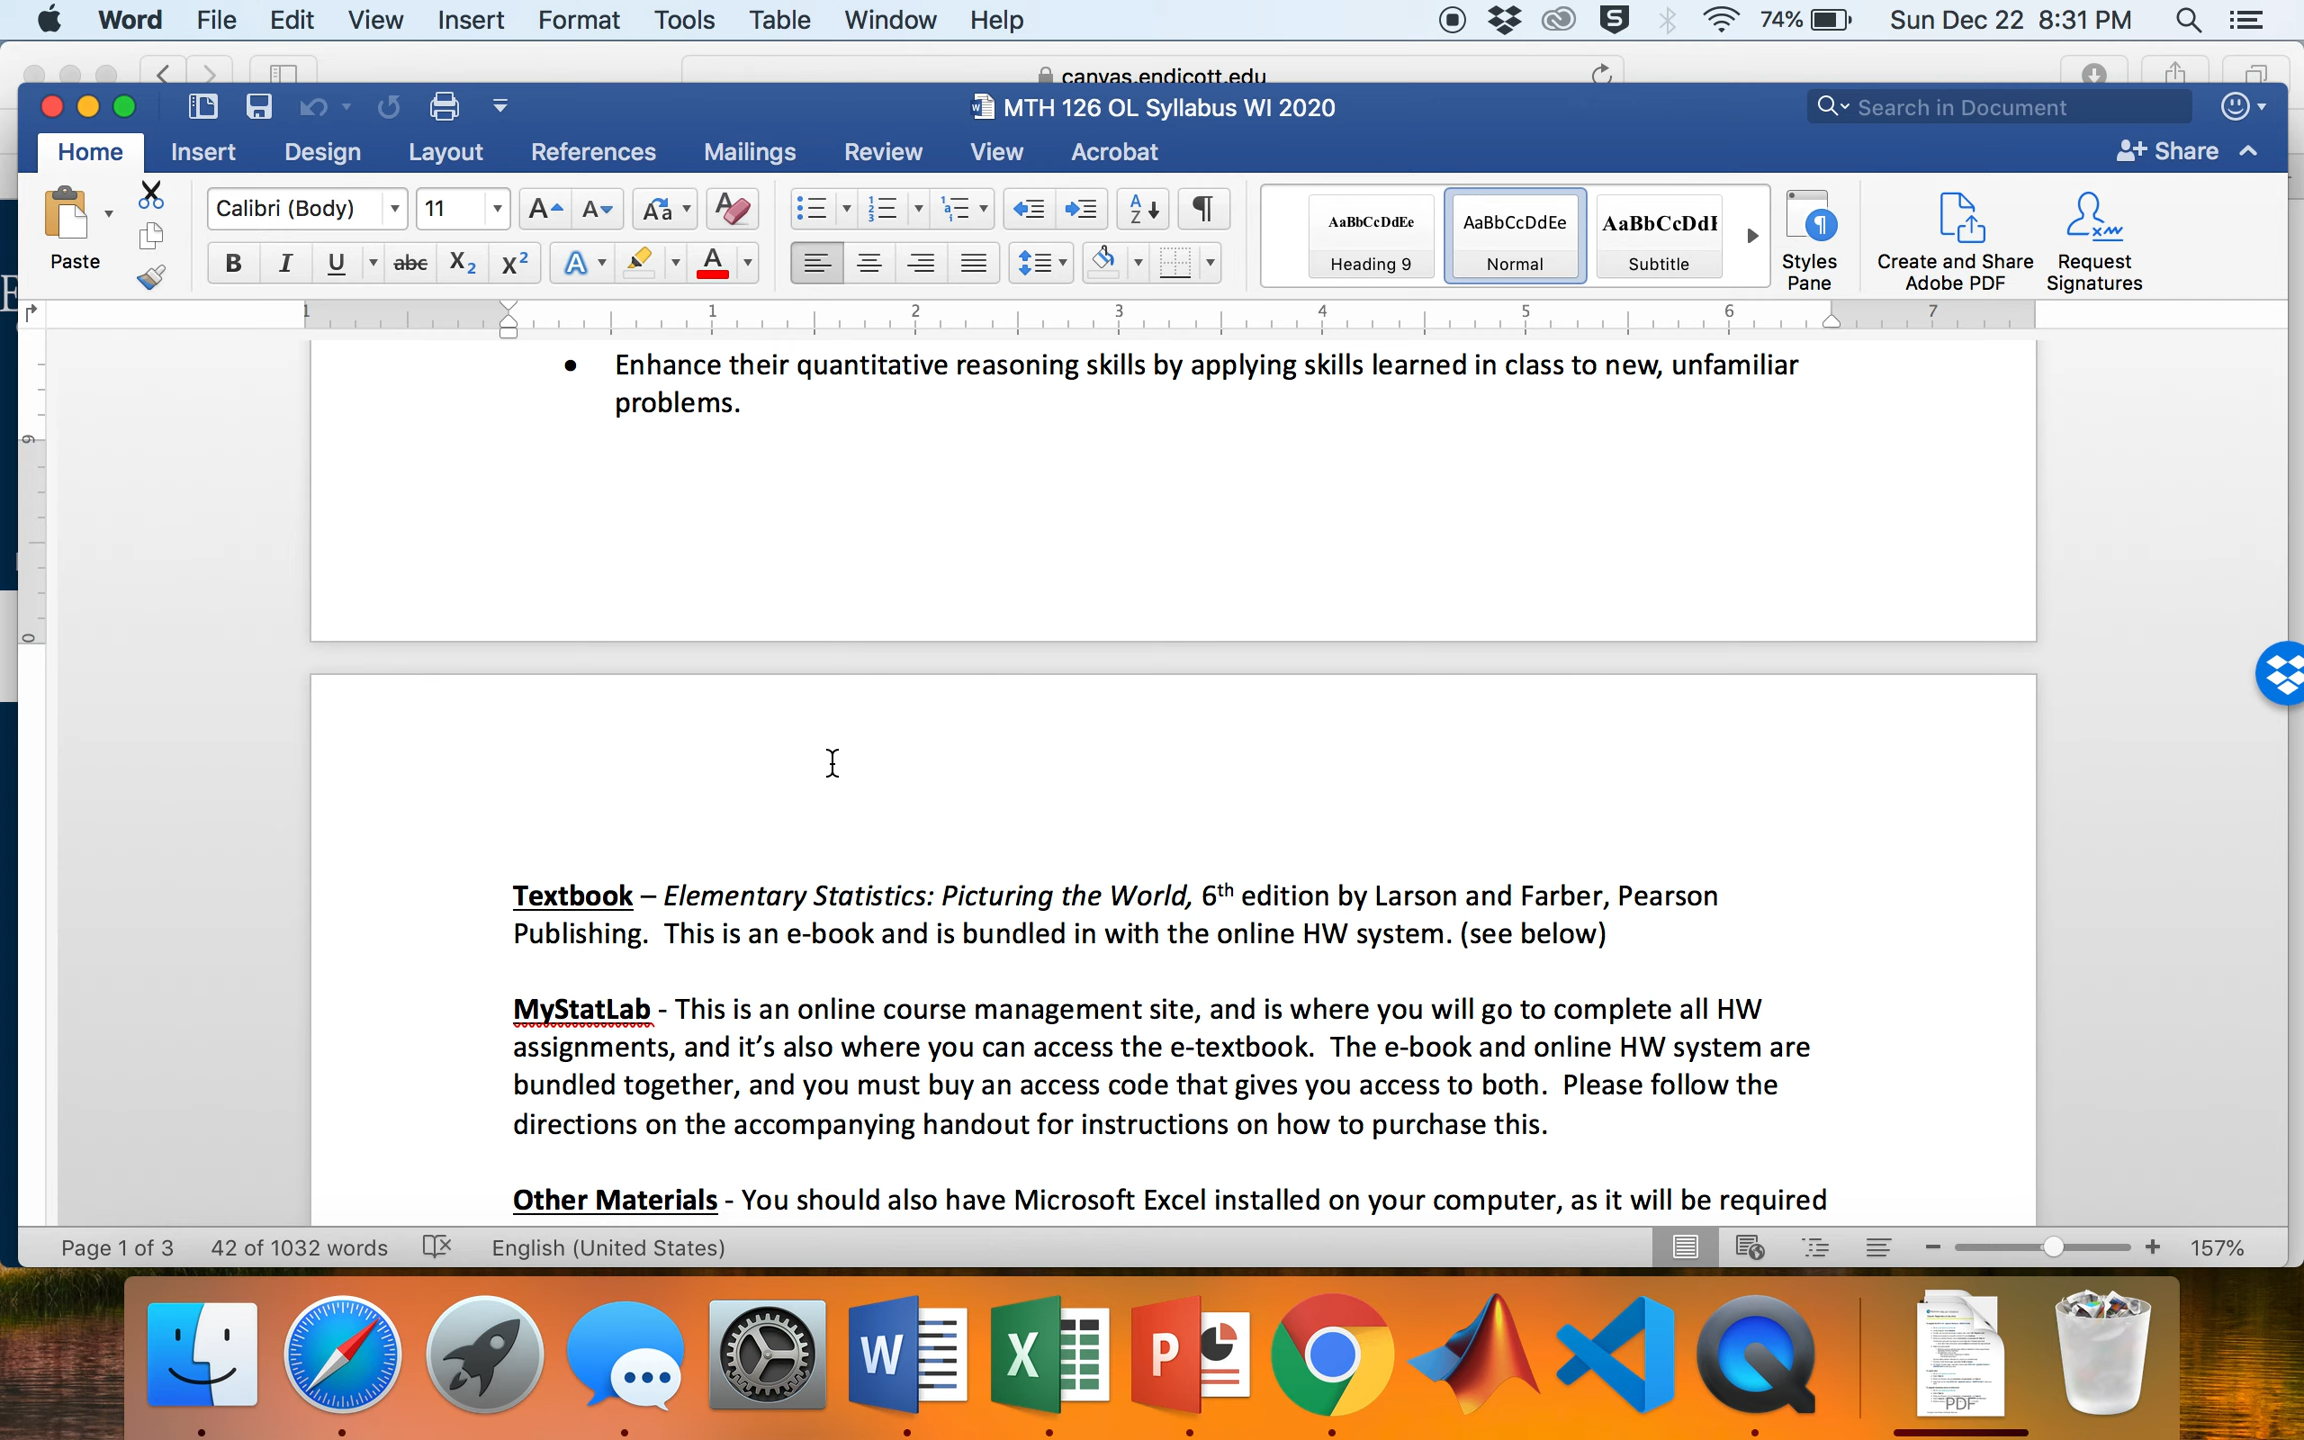 Word File Edit View Insert Format Tools Table Window Help 74% Sun Dec 22 8:31 PM
canvas.endicott.edu
MTH 126 OL Syllabus WI 2020 Search in Document
Home Insert Design Layout References Mailings Review View Acrobat Share
Paste
Calibri (Body) 11
AaBbCcDdEe Heading 9
AaBbCcDdEe Normal
AaBbCcDdE Subtitle
Styles Pane
Create and Share Adobe PDF
Request Signatures
1 1 2 3 4 5 6 7
• Enhance their quantitative reasoning skills by applying skills learned in class to new, unfamiliar
problems.
Textbook – Elementary Statistics: Picturing the World, 6th edition by Larson and Farber, Pearson
Publishing. This is an e-book and is bundled in with the online HW system. (see below)
MyStatLab - This is an online course management site, and is where you will go to complete all HW
assignments, and it's also where you can access the e-textbook. The e-book and online HW system are
bundled together, and you must buy an access code that gives you access to both. Please follow the
directions on the accompanying handout for instructions on how to purchase this.
Other Materials - You should also have Microsoft Excel installed on your computer, as it will be required
Page 1 of 3 42 of 1032 words English (United States) 157%
PDF